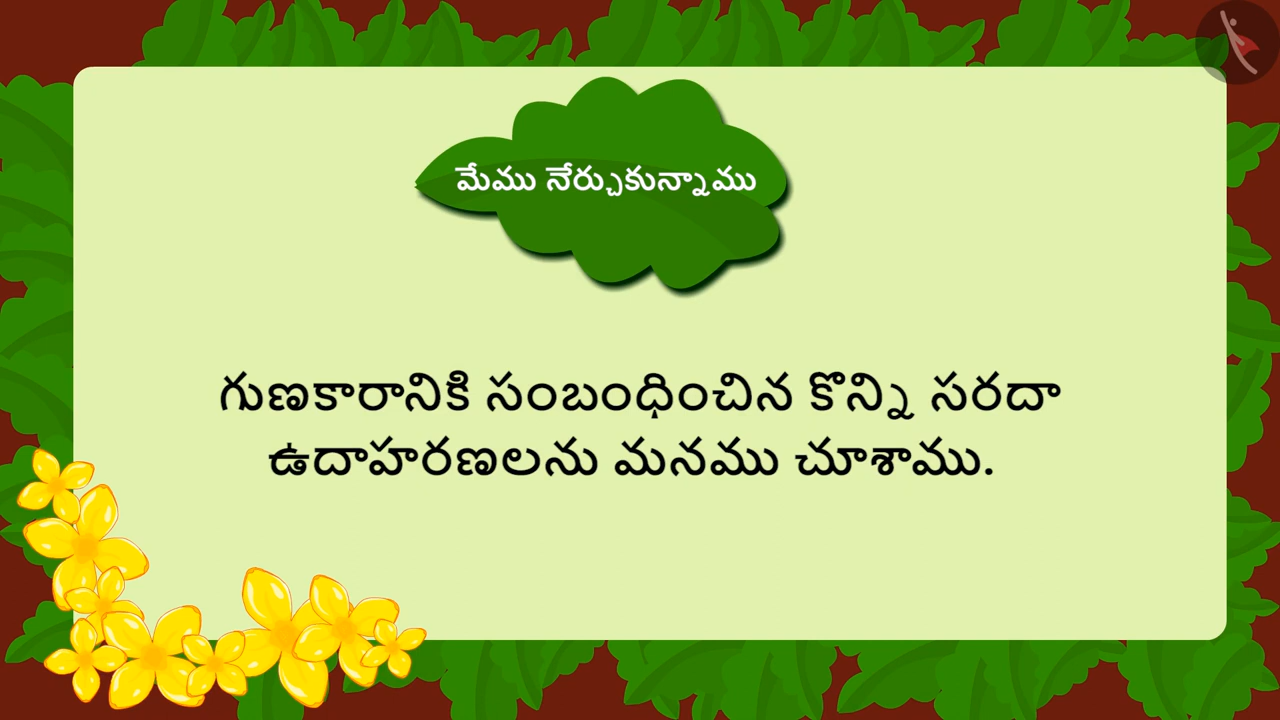 మేము నేర్చుకున్నాము
గుణకారానికి సంబంధించిన కొన్ని సరదా
ఉదాహరణలను మనము చూశాము.